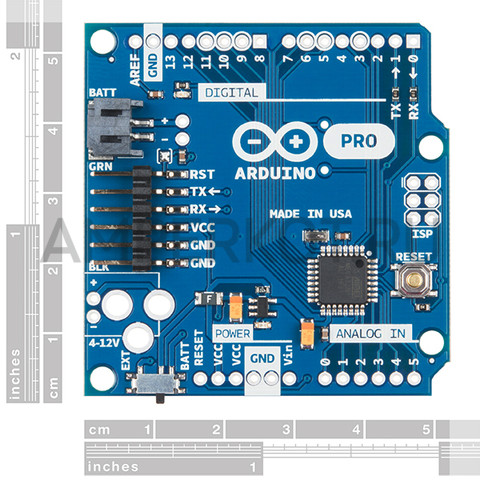 AREF GND 13 12 11 10 9 8 7 6 5 4 3 2 1 0
DIGITAL
TX→ RX←
BATT
+
-
GRN
PRO
ARDUINO
RST
TX←
RX→
VCC
GND
GND
MADE IN USA
ISP
RESET
BLK
+
-
4-12V
F
POWER
ANALOG IN
EXT
BATT
RESET VCC VCC GND Vin 0 1 2 3 4 5
inches
1
2
cm
1
2
3
4
5
cm 1 2 3 4 5
inches 1